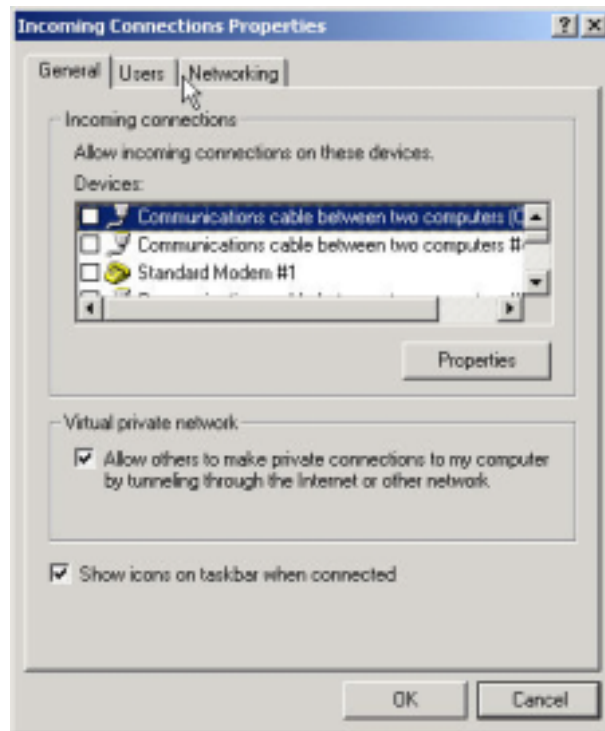 Incoming Connections Properties
General Users Networking
Incoming connections
Allow incoming connections on these devices.
Devices:
Communications cable between two computers
Communications cable between two computers #
Standard Modem #1
Properties
Virtual private network
Allow others to make private connections to my computer
by tunneling through the Internet or other network
Show icons on taskbar when connected
OK Cancel